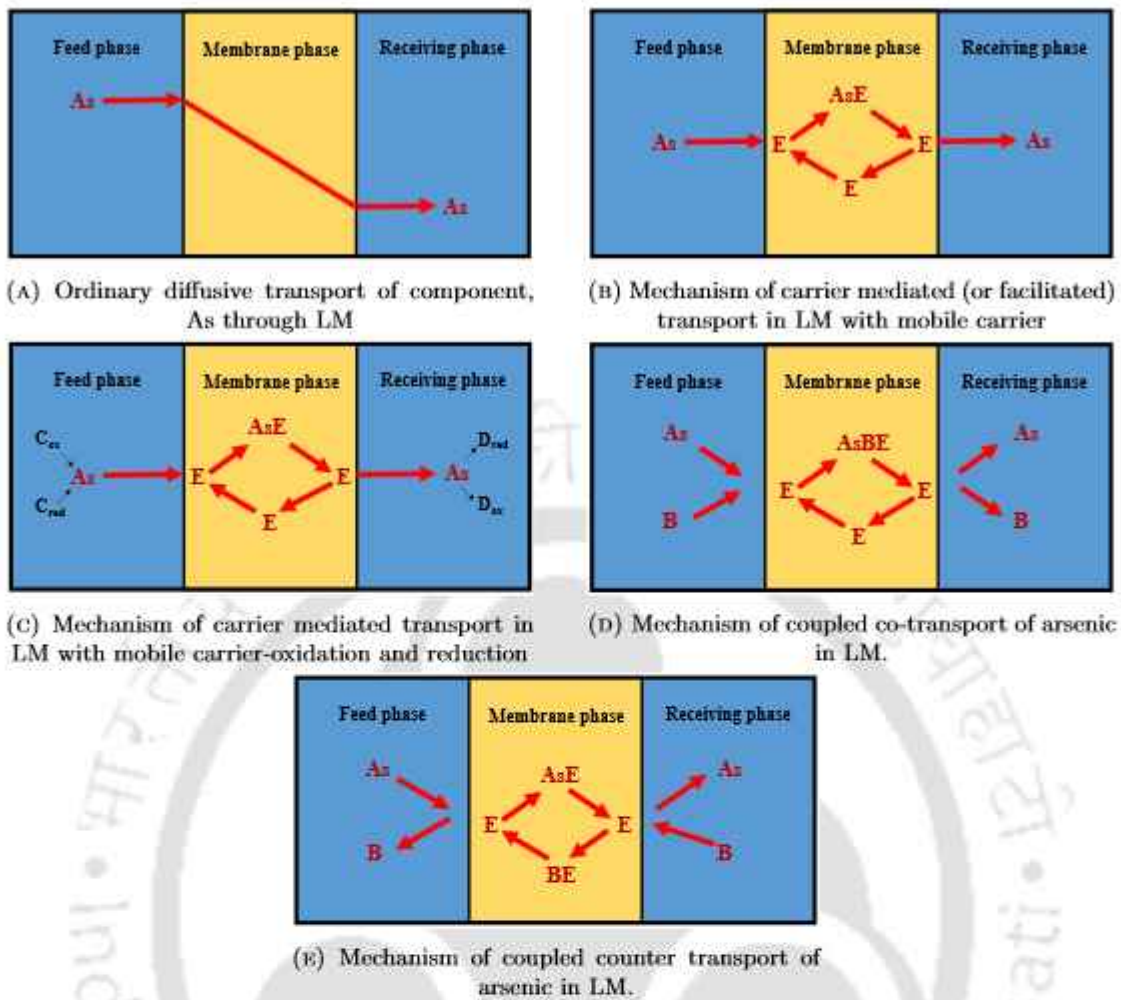 Feed phase Membrane phase Receiving phase
As
As
(A) Ordinary diffusive transport of component,
As through LM
Feed phase Membrane phase Receiving phase
AsE
As E E As
E
(B) Mechanism of carrier mediated (or facilitated)
transport in LM with mobile carrier
Feed phase Membrane phase Receiving phase
Cox AsE Dred
As E E As
Cred E Dox
(C) Mechanism of carrier mediated transport in
LM with mobile carrier-oxidation and reduction
Feed phase Membrane phase Receiving phase
As AsBE As
E E
B E B
(D) Mechanism of coupled co-transport of arsenic
in LM.
Feed phase Membrane phase Receiving phase
As AsE As
E E
B BE B
(E) Mechanism of coupled counter transport of
arsenic in LM.